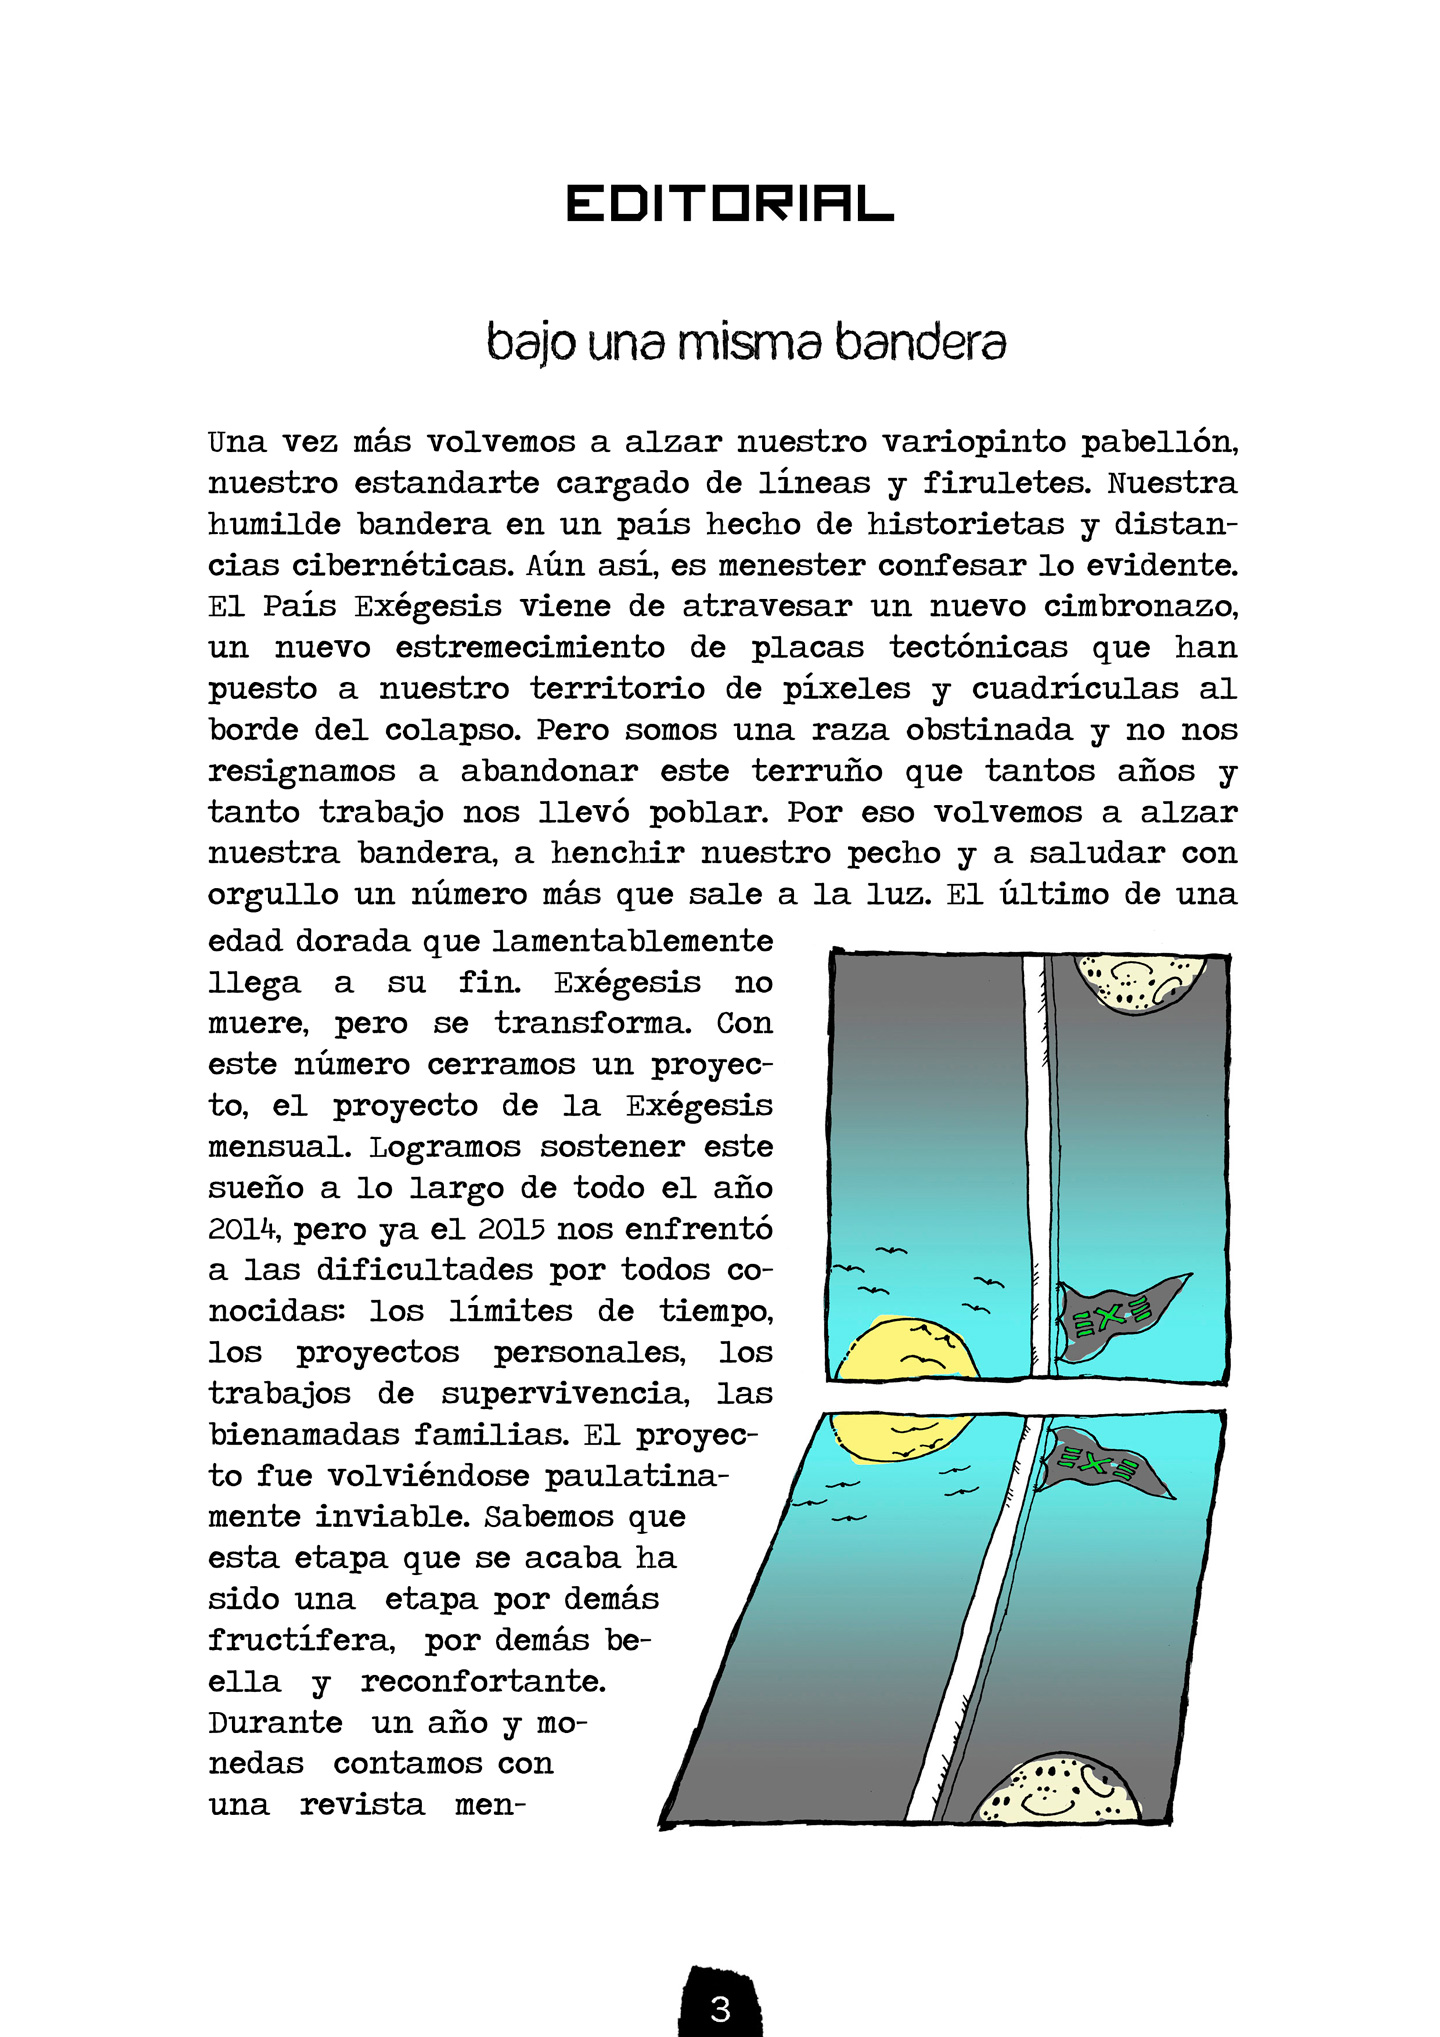 EDITORIAL
bajo una misma bandera
Una vez más volvemos a alzar nuestro variopinto pabellón,
nuestro estandarte cargado de líneas y firuletes. Nuestra
humilde bandera en un país hecho de historietas y distan-
cias cibernéticas. Aún así, es menester confesar lo evidente.
El País Exégesis viene de atravesar un nuevo cimbronazo,
un nuevo estremecimiento de placas tectónicas que han
puesto a nuestro territorio de píxeles y cuadrículas al
borde del colapso. Pero somos una raza obstinada y no nos
resignamos a abandonar este terruño que tantos años y
tanto trabajo nos llevó poblar. Por eso volvemos a alzar
nuestra bandera, a henchir nuestro pecho y a saludar con
orgullo un número más que sale a la luz. El último de una
edad dorada que lamentablemente
llega a su fin. Exégesis no
muere, pero se transforma. Con
este número cerramos un proyec-
to, el proyecto de la Exégesis
mensual. Logramos sostener este
sueño a lo largo de todo el año
2014, pero ya el 2015 nos enfrentó
a las dificultades por todos co-
nocidas: los límites de tiempo,
los proyectos personales, los
trabajos de supervivencia, las
bienamadas familias. El proyec-
to fue volviéndose paulatina-
mente inviable. Sabemos que
esta etapa que se acaba ha
sido una etapa por demás
fructífera, por demás be-
ella y reconfortante.
Durante un año y mo-
nedas contamos con
una revista men-
EXE
EXE
3